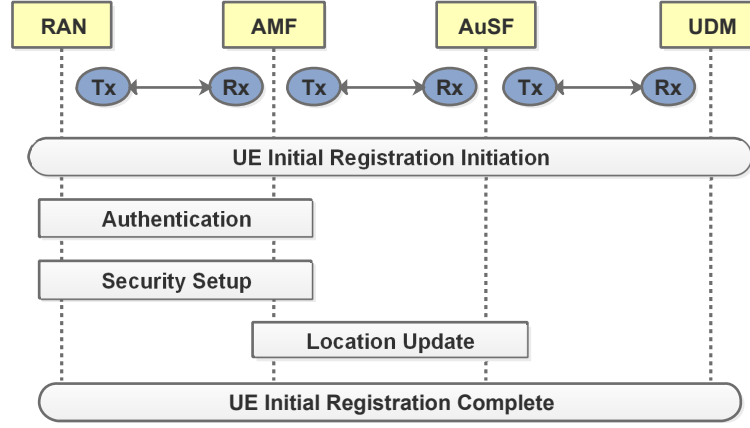 RAN AMF AuSF UDM
Tx Rx Tx Rx Tx Rx
UE Initial Registration Initiation
Authentication
Security Setup
Location Update
UE Initial Registration Complete